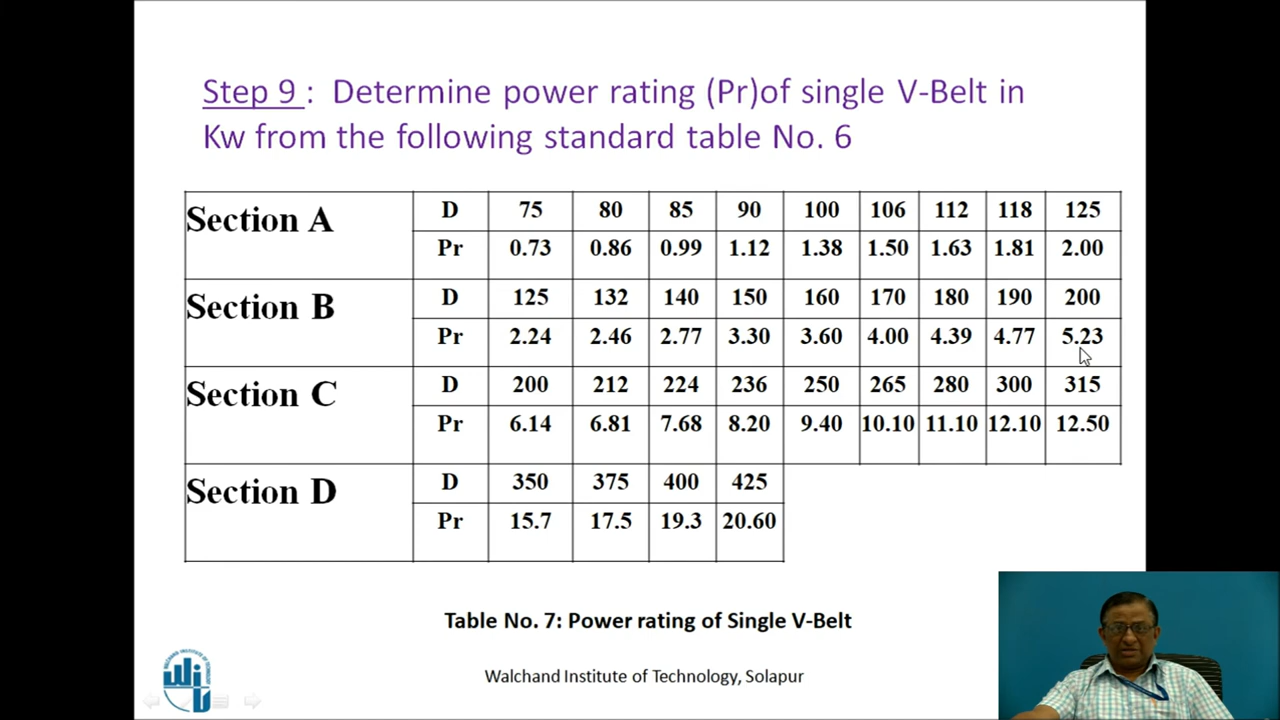 Step 9 : Determine power rating (Pr)of single V-Belt in
Kw from the following standard table No. 6
Section A D 75 80 85 90 100 106 112 118 125
Pr 0.73 0.86 0.99 1.12 1.38 1.50 1.63 1.81 2.00
Section B D 125 132 140 150 160 170 180 190 200
Pr 2.24 2.46 2.77 3.30 3.60 4.00 4.39 4.77 5.23
Section C D 200 212 224 236 250 265 280 300 315
Pr 6.14 6.81 7.68 8.20 9.40 10.10 11.10 12.10 12.50
Section D D 350 375 400 425
Pr 15.7 17.5 19.3 20.60
Table No. 7: Power rating of Single V-Belt
Walchand Institute of Technology, Solapur